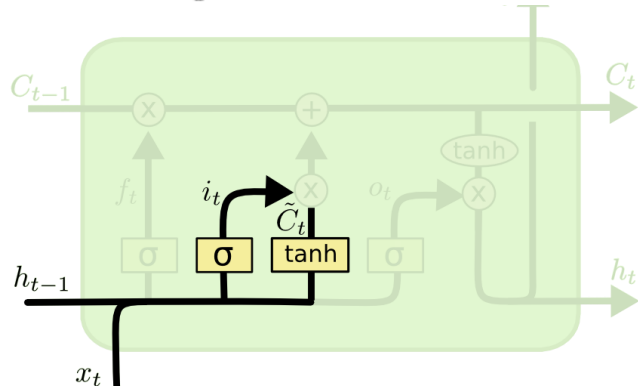 C_{t-1} × + C_t
tanh
f_t i_t × o_t ×
C̃_t
σ σ tanh σ
h_{t-1} h_t
x_t